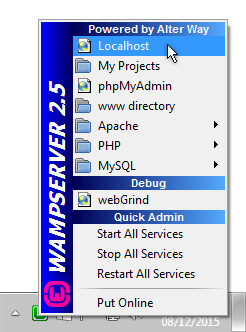 Powered by Alter Way
Localhost
My Projects
phpMyAdmin
www directory
Apache
PHP
MySQL
Debug
webGrind
Quick Admin
Start All Services
Stop All Services
Restart All Services
Put Online
WAMPSERVER 2.5
08/12/2015